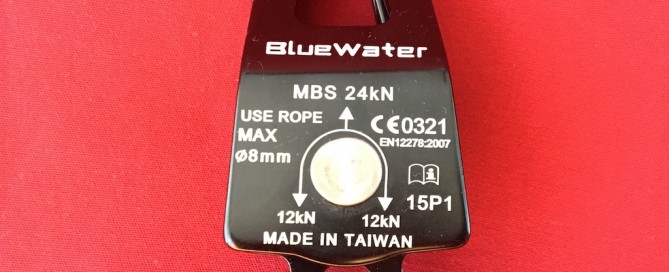 BLUEWATER
MBS 24kN
USE ROPE
MAX
Ø8mm
CE0321
EN12278:2007
15P1
12kN
12kN
MADE IN TAIWAN